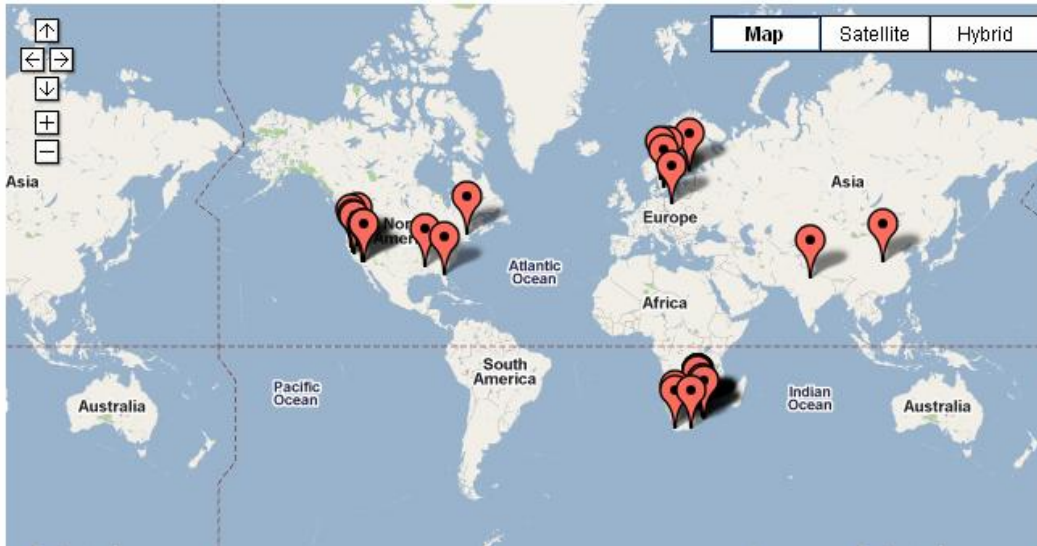 Map Satellite Hybrid
Asia
Europe
Asia
Atlantic
Ocean
Africa
South
America
Pacific
Ocean
Indian
Ocean
Australia
Australia